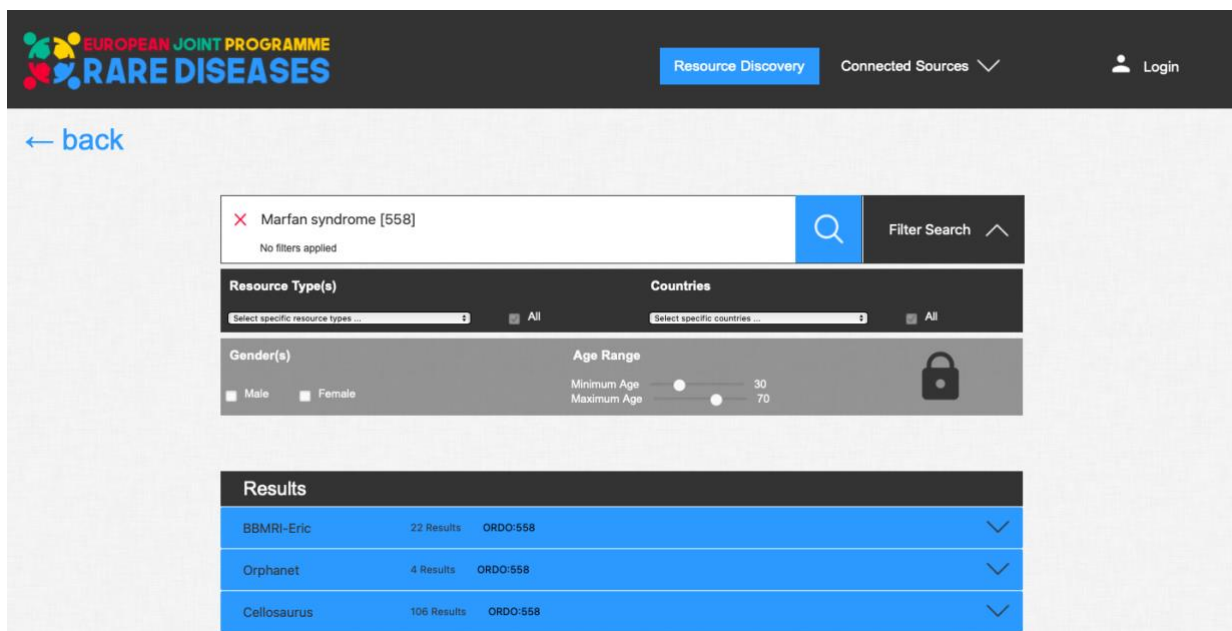 EUROPEAN JOINT PROGRAMME
RARE DISEASES
Resource Discovery
Connected Sources
Login
← back
Marfan syndrome [558]
No filters applied
Filter Search
Resource Type(s)
Countries
Select specific resource types ...
All
Select specific countries ...
All
Gender(s)
Age Range
Male
Female
Minimum Age
30
Maximum Age
70
Results
BBMRI-Eric 22 Results ORDO:558
Orphanet 4 Results ORDO:558
Cellosaurus 106 Results ORDO:558